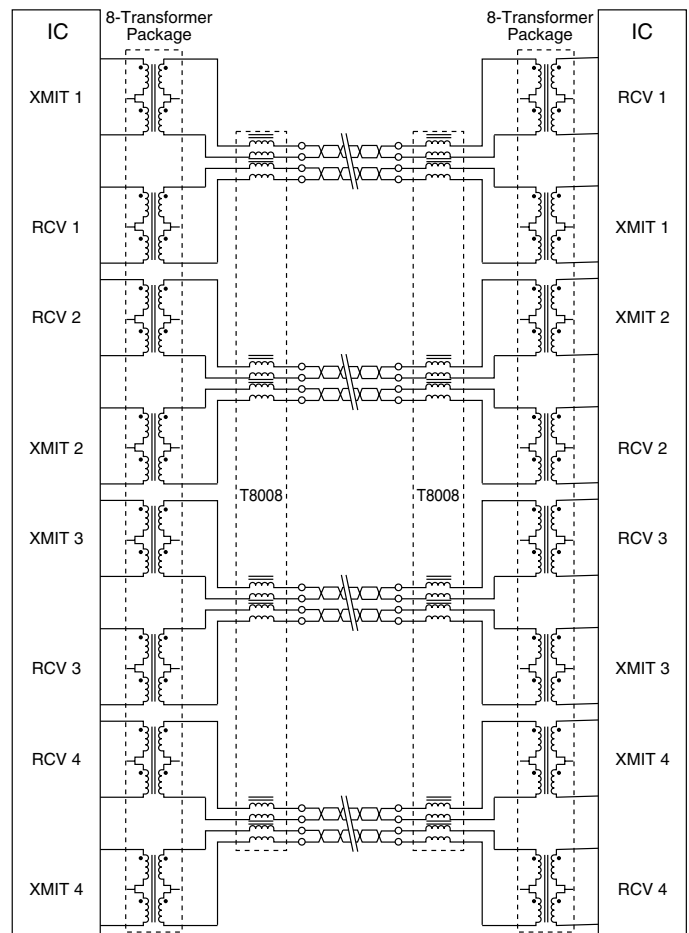 8-Transformer
Package
8-Transformer
Package
IC
IC
XMIT 1
RCV 1
RCV 1
XMIT 1
RCV 2
XMIT 2
XMIT 2
RCV 2
T8008
T8008
XMIT 3
RCV 3
RCV 3
XMIT 3
RCV 4
XMIT 4
XMIT 4
RCV 4